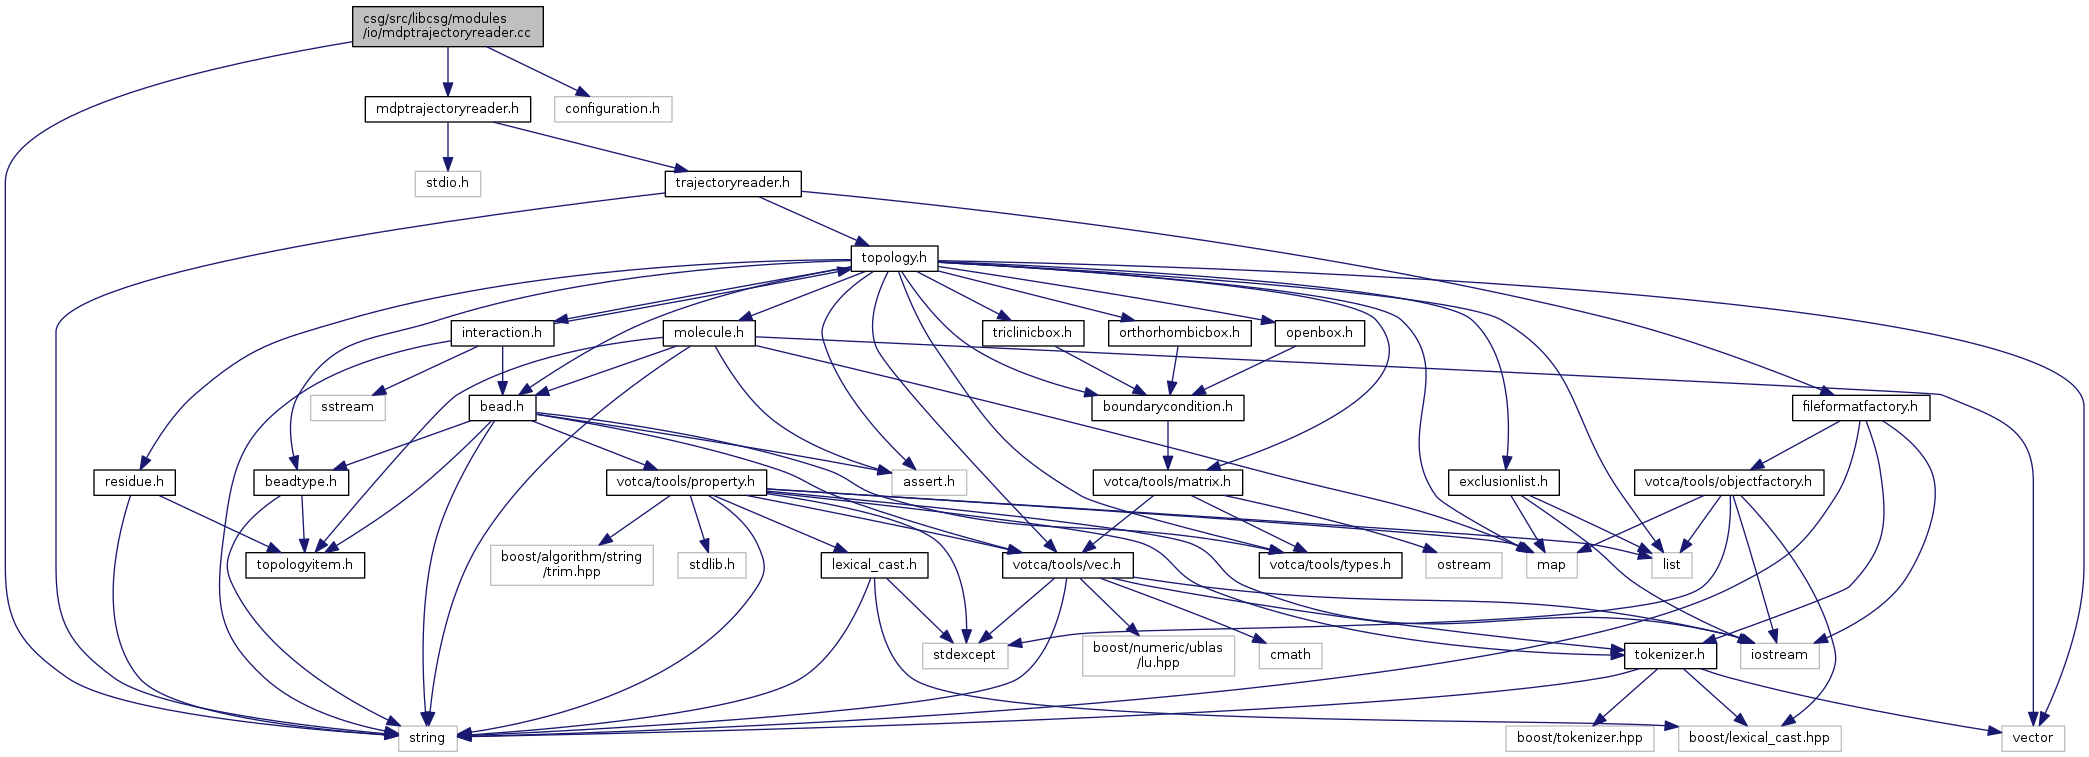 csg/src/libcsg/modules
/io/mdptrajectoryreader.cc
mdptrajectoryreader.h
configuration.h
stdio.h
trajectoryreader.h
topology.h
interaction.h
molecule.h
triclinicbox.h
orthorhombicbox.h
openbox.h
sstream
bead.h
boundarycondition.h
fileformatfactory.h
residue.h
beadtype.h
votca/tools/property.h
assert.h
votca/tools/matrix.h
exclusionlist.h
votca/tools/objectfactory.h
topologyitem.h
boost/algorithm/string
/trim.hpp
stdlib.h
lexical_cast.h
votca/tools/vec.h
votca/tools/types.h
ostream
map
list
stdexcept
boost/numeric/ublas
/lu.hpp
cmath
tokenizer.h
iostream
string
boost/tokenizer.hpp
boost/lexical_cast.hpp
vector